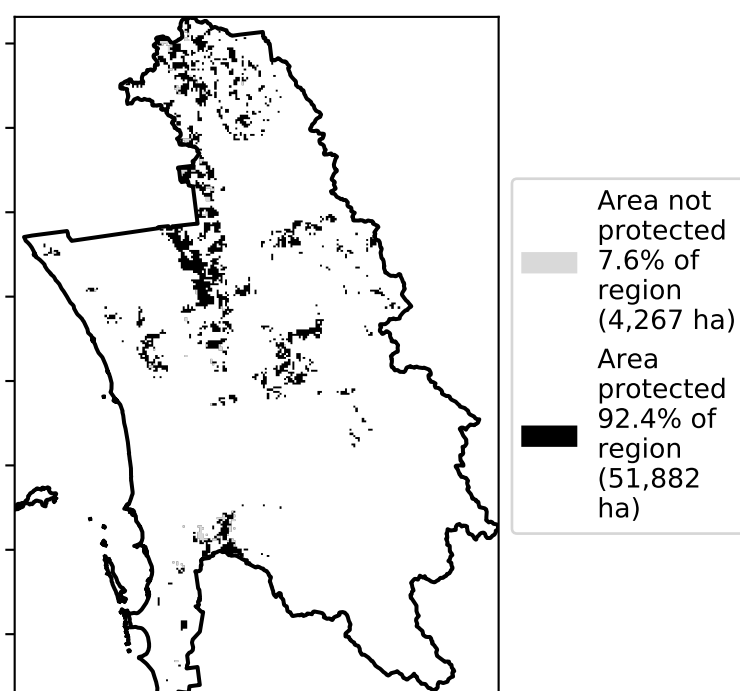 Area not
protected
7.6% of
region
(4,267 ha)
Area
protected
92.4% of
region
(51,882
ha)